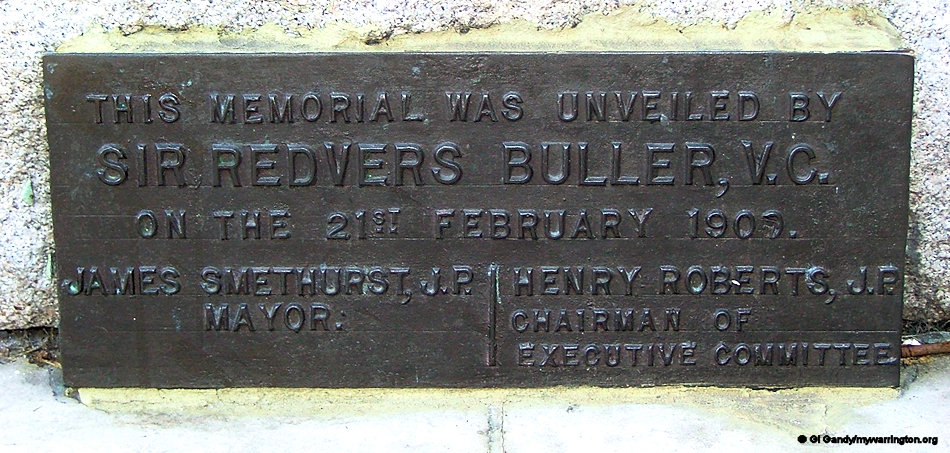 THIS MEMORIAL WAS UNVEILED BY
SIR REDVERS BULLER, V.C.
ON THE 21ST FEBRUARY 1907.
JAMES SMETHURST, J.P.
MAYOR:
HENRY ROBERTS, J.P.
CHAIRMAN OF
EXECUTIVE COMMITTEE
© GI Gandy/mywarrington.org